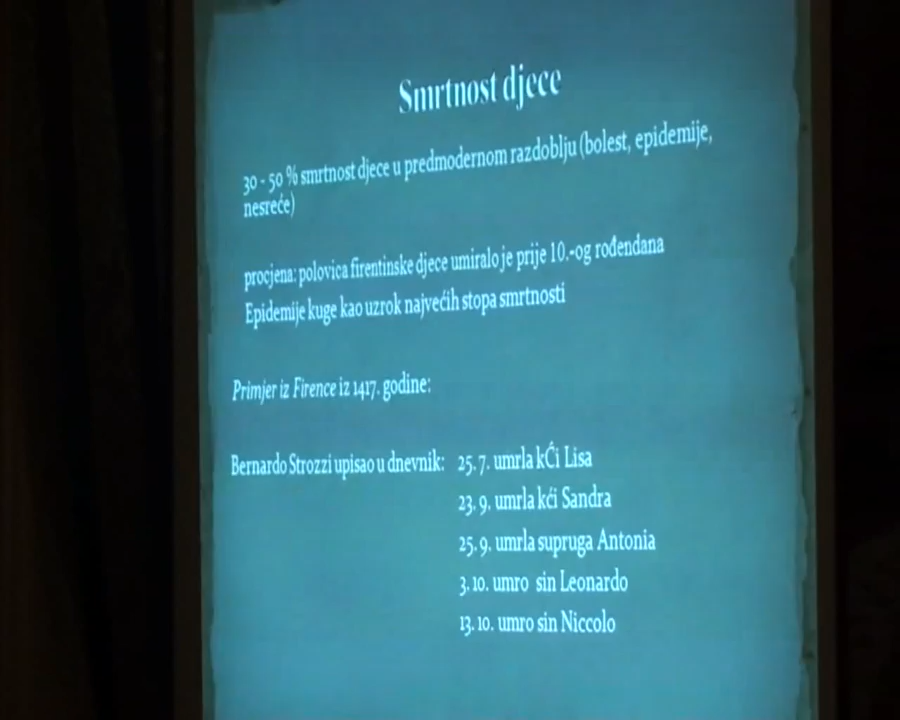 Smrtnost djece
30 - 50 % smrtnost djece u predmodernom razdoblju (bolest, epidemije,
nesreće)
procjena: polovica firentinske djece umiralo je prije 10.-og rođendana
Epidemije kuge kao uzrok najvećih stopa smrtnosti
Primjer iz Firence iz 1417. godine:
Bernardo Strozzi upisao u dnevnik: 25. 7. umrla kĆi Lisa
23. 9. umrla kći Sandra
25. 9. umrla supruga Antonia
3. 10. umro sin Leonardo
13. 10. umro sin Niccolo